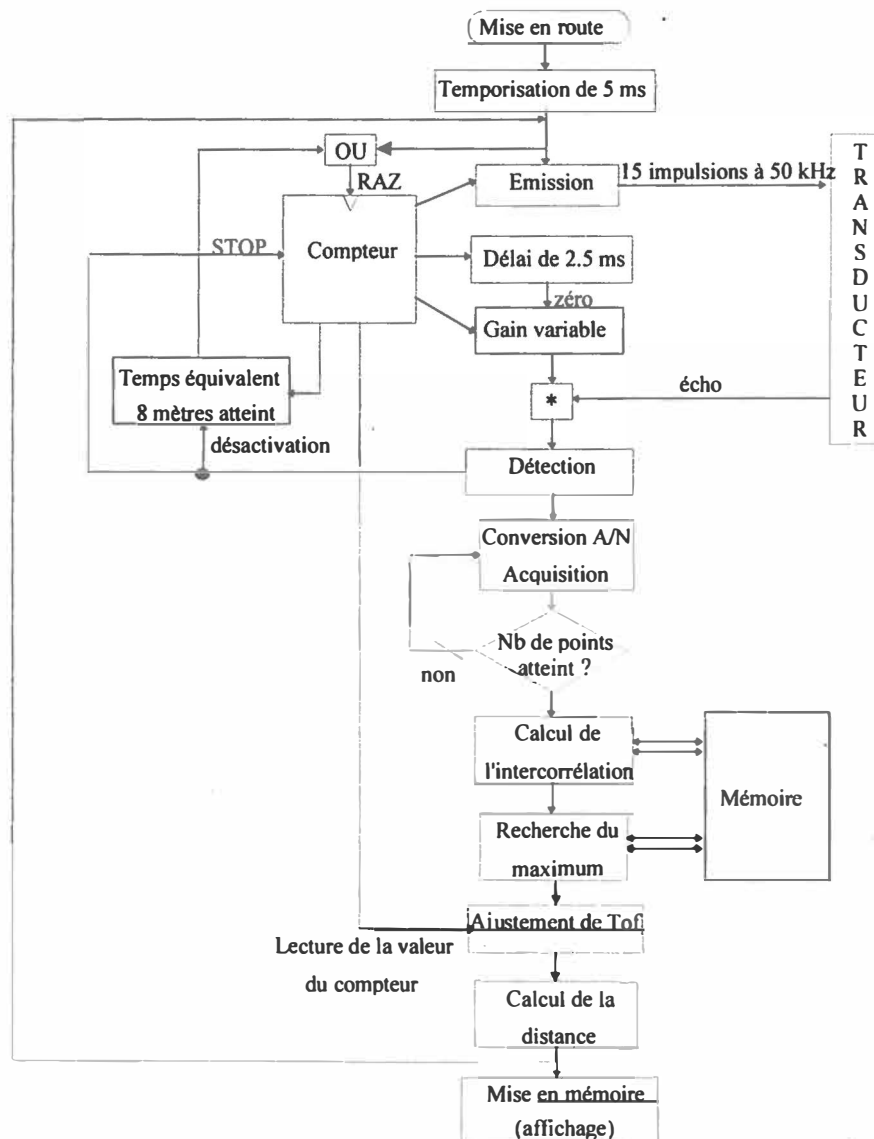 Mise en route
Temporisation de 5 ms
OU
RAZ
Emission
15 impulsions à 50 kHz
TRANSDUCTEUR
STOP
Compteur
Délai de 2.5 ms
zéro
Gain variable
Temps équivalent
8 mètres atteint
désactivation
*
écho
Détection
Conversion A/N
Acquisition
Nb de points
atteint ?
non
Calcul de
l'intercorrélation
Mémoire
Recherche du
maximum
Ajustement de Tof
Lecture de la valeur
du compteur
Calcul de la
distance
Mise en mémoire
(affichage)